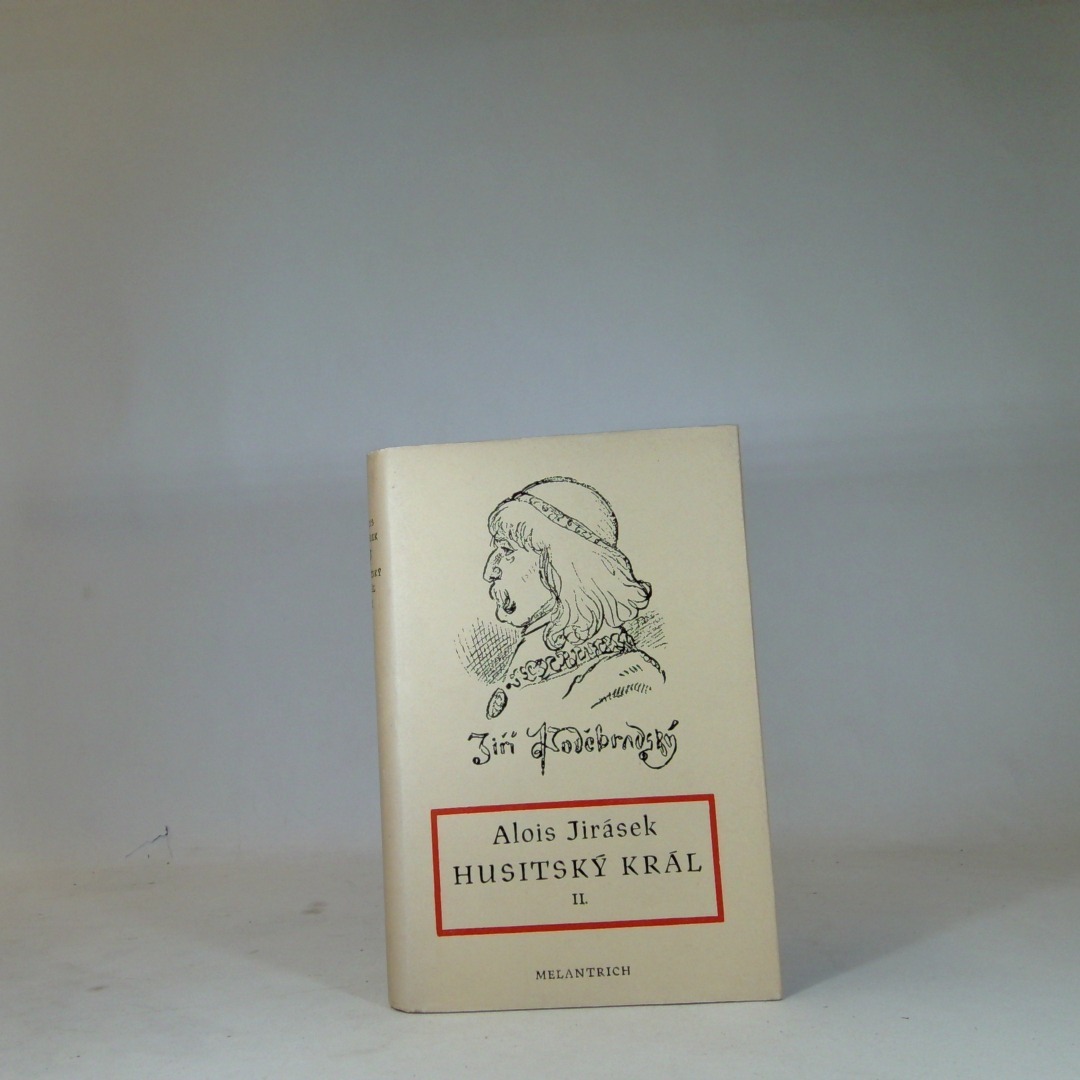 Jiří Poděbradský
Alois Jirásek
HUSITSKÝ KRÁL
II.
MELANTRICH